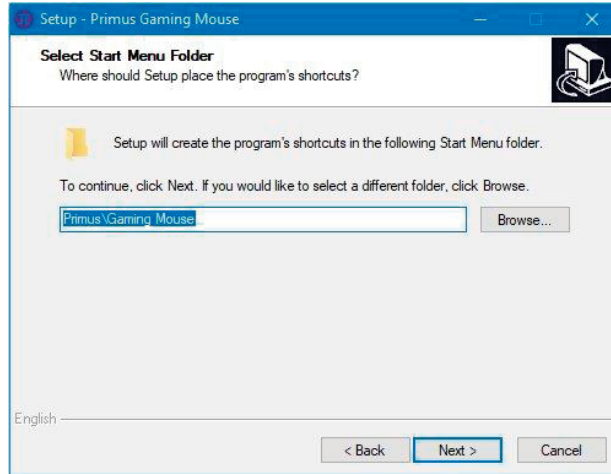 Setup - Primus Gaming Mouse
Select Start Menu Folder
Where should Setup place the program's shortcuts?
Setup will create the program's shortcuts in the following Start Menu folder.
To continue, click Next. If you would like to select a different folder, click Browse.
Primus\Gaming Mouse
Browse...
English
< Back
Next >
Cancel